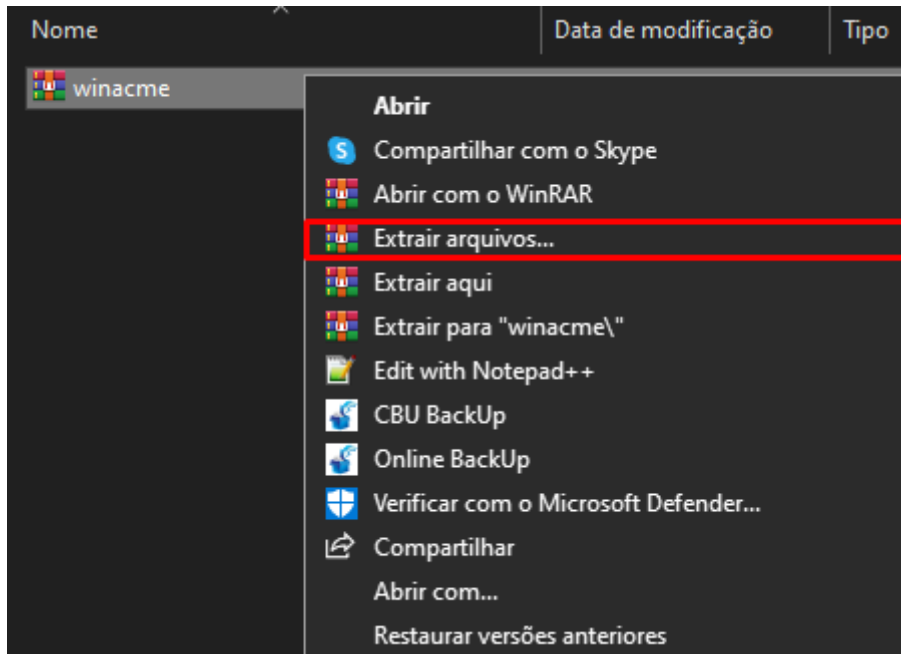 Nome Data de modificação Tipo
winacme
Abrir
Compartilhar com o Skype
Abrir com o WinRAR
Extrair arquivos...
Extrair aqui
Extrair para "winacme\"
Edit with Notepad++
CBU BackUp
Online BackUp
Verificar com o Microsoft Defender...
Compartilhar
Abrir com...
Restaurar versões anteriores